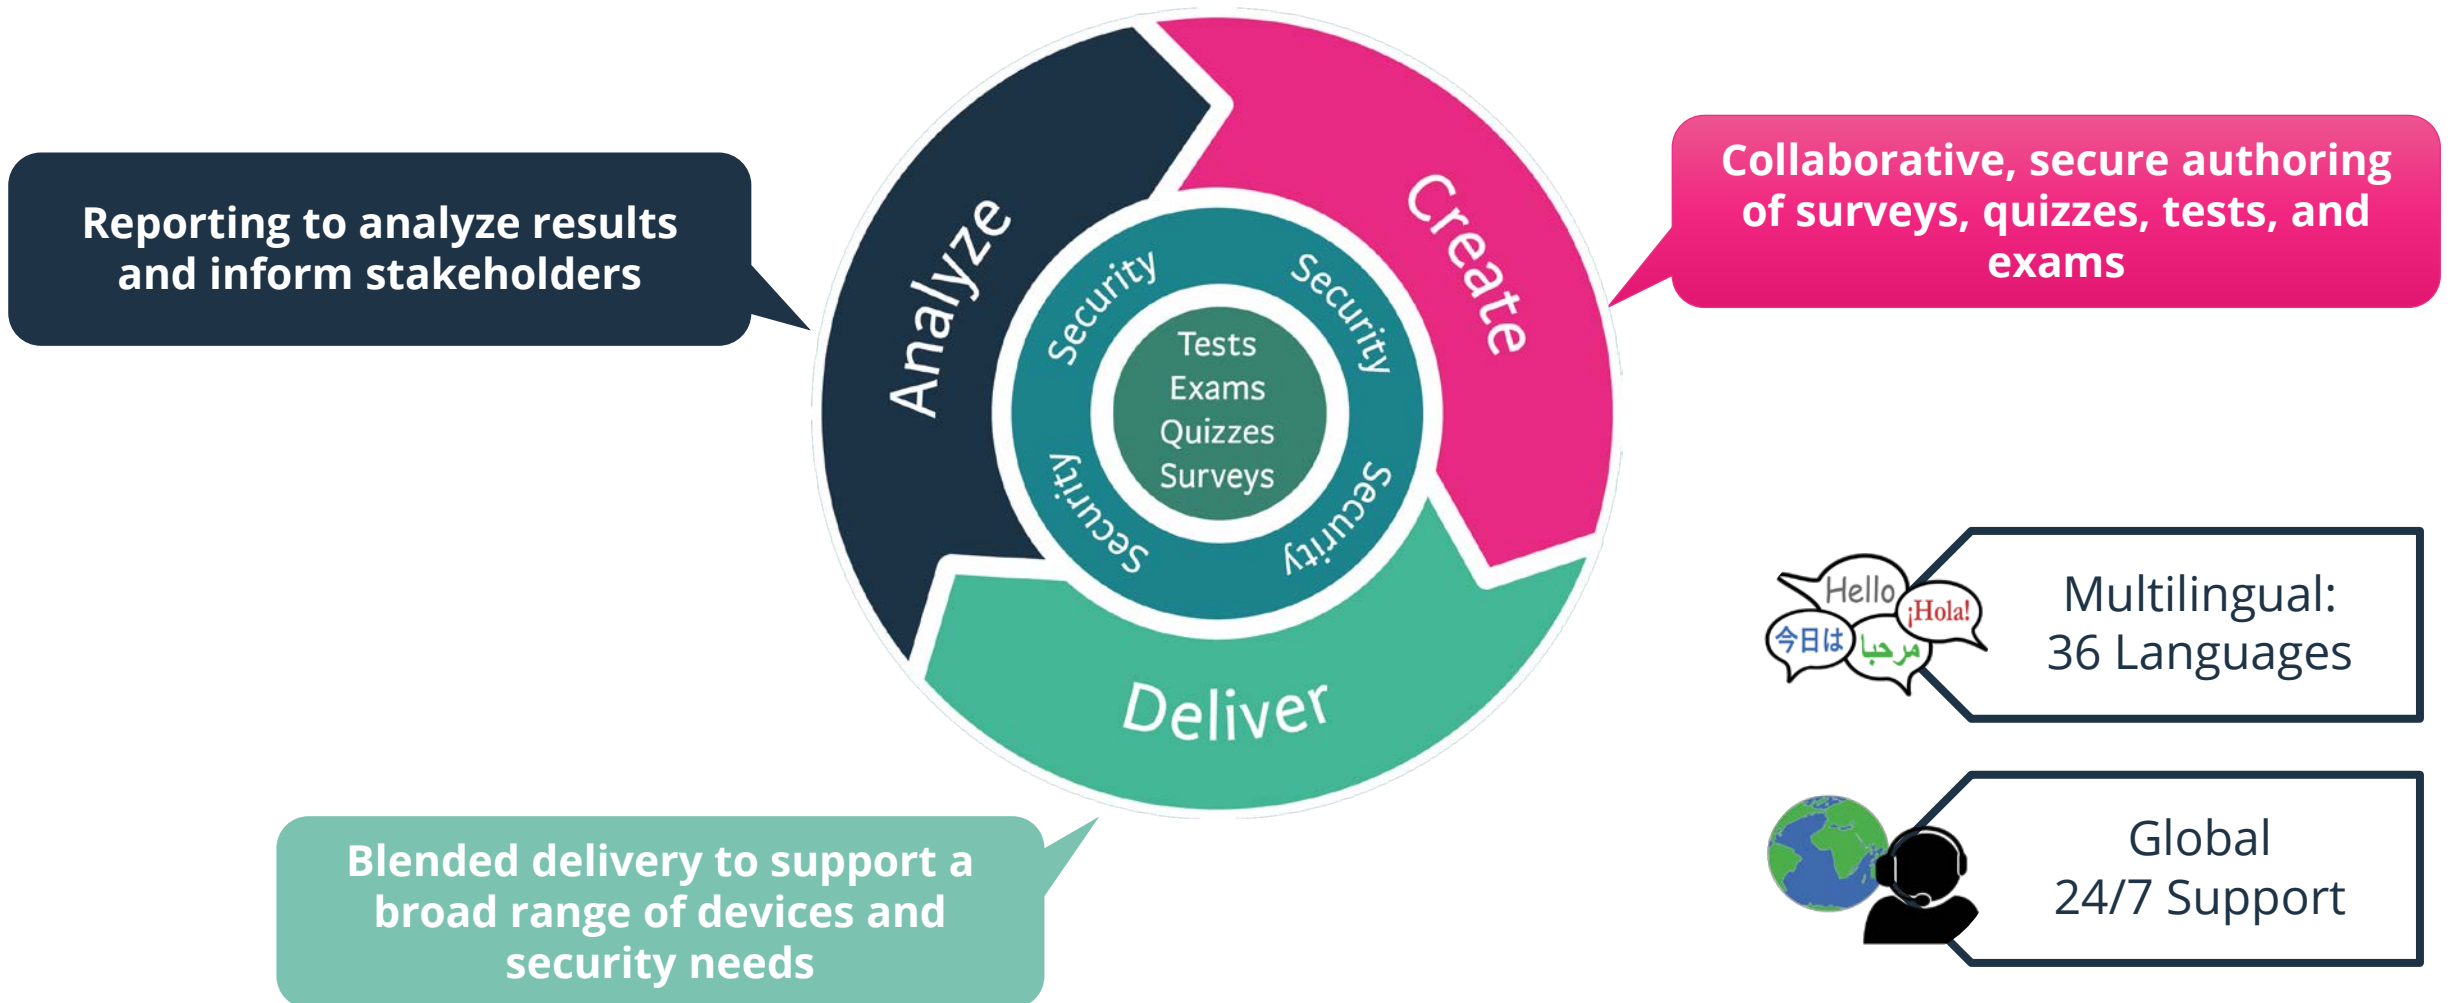 Reporting to analyze results
and inform stakeholders
Analyze
Create
Deliver
Security
Security
Security
Security
Tests
Exams
Quizzes
Surveys
Collaborative, secure authoring
of surveys, quizzes, tests, and
exams
Blended delivery to support a
broad range of devices and
security needs
Hello
¡Hola!
今日は
مرحبا
Multilingual:
36 Languages
Global
24/7 Support